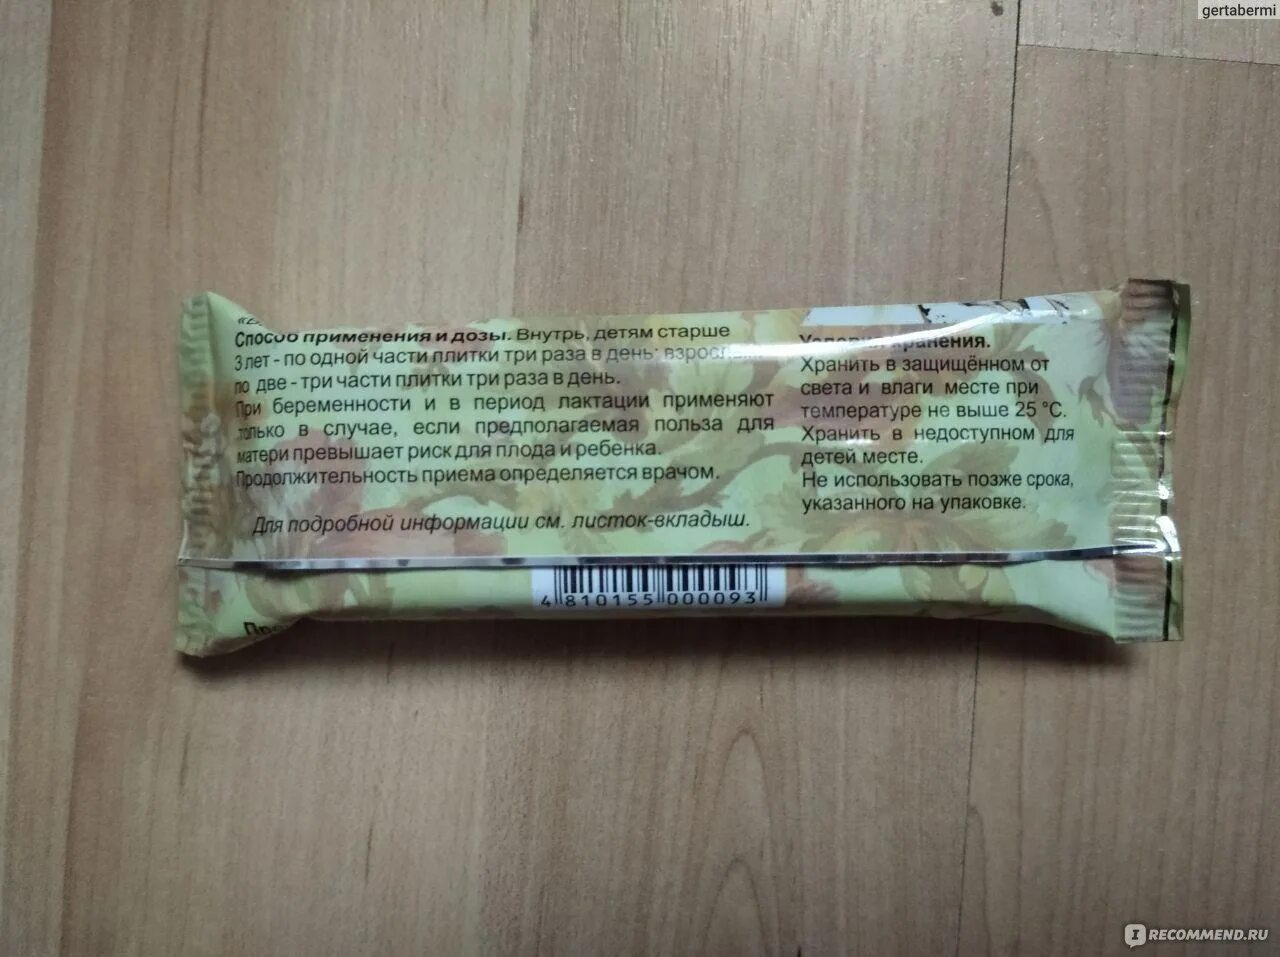 gertabermi
Способ применения и дозы. Внутрь, детям старше
3 лет - по одной части плитки три раза в день; взрослым
по две - три части плитки три раза в день.
При беременности и в период лактации применяют
только в случае, если предполагаемая польза для
матери превышает риск для плода и ребенка.
Продолжительность приема определяется врачом.
Для подробной информации см. листок-вкладыш.
Условия хранения.
Хранить в защищённом от
света и влаги месте при
температуре не выше 25 °C.
Хранить в недоступном для
детей месте.
Не использовать позже срока,
указанного на упаковке.
4 810155 000093
IRECOMMEND.RU